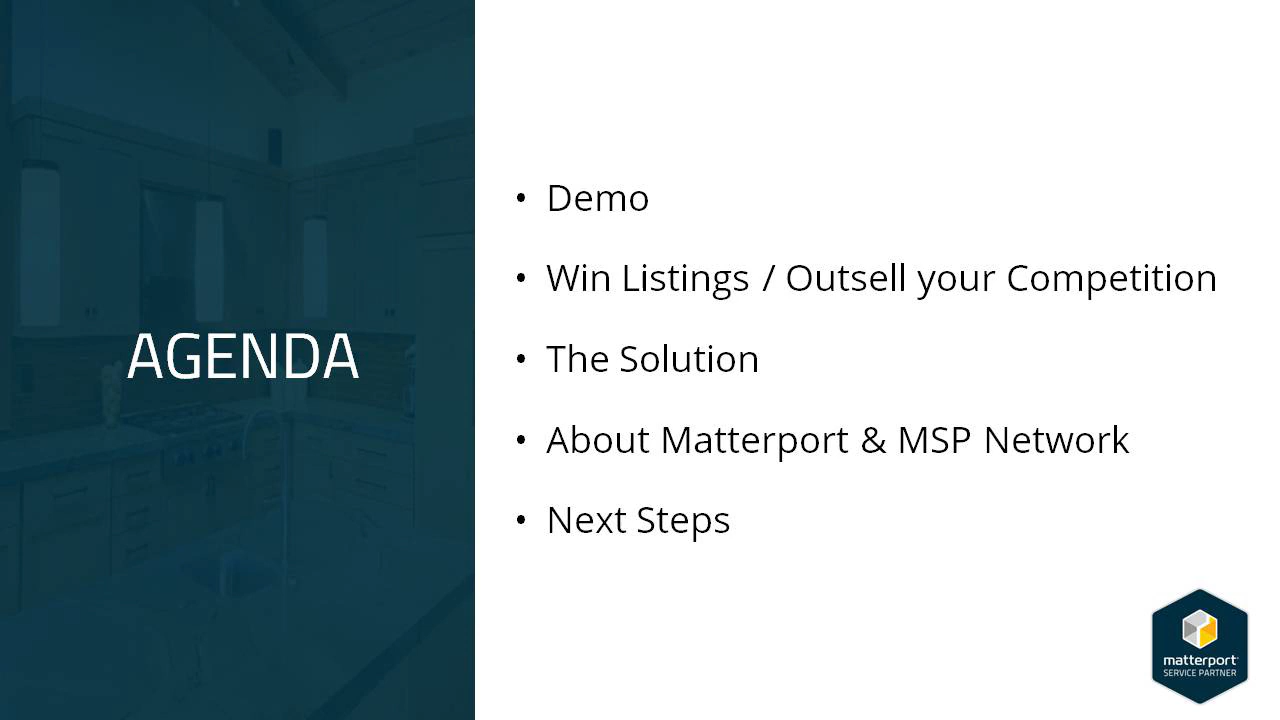 AGENDA
• Demo
• Win Listings / Outsell your Competition
• The Solution
• About Matterport & MSP Network
• Next Steps
matterport
SERVICE PARTNER